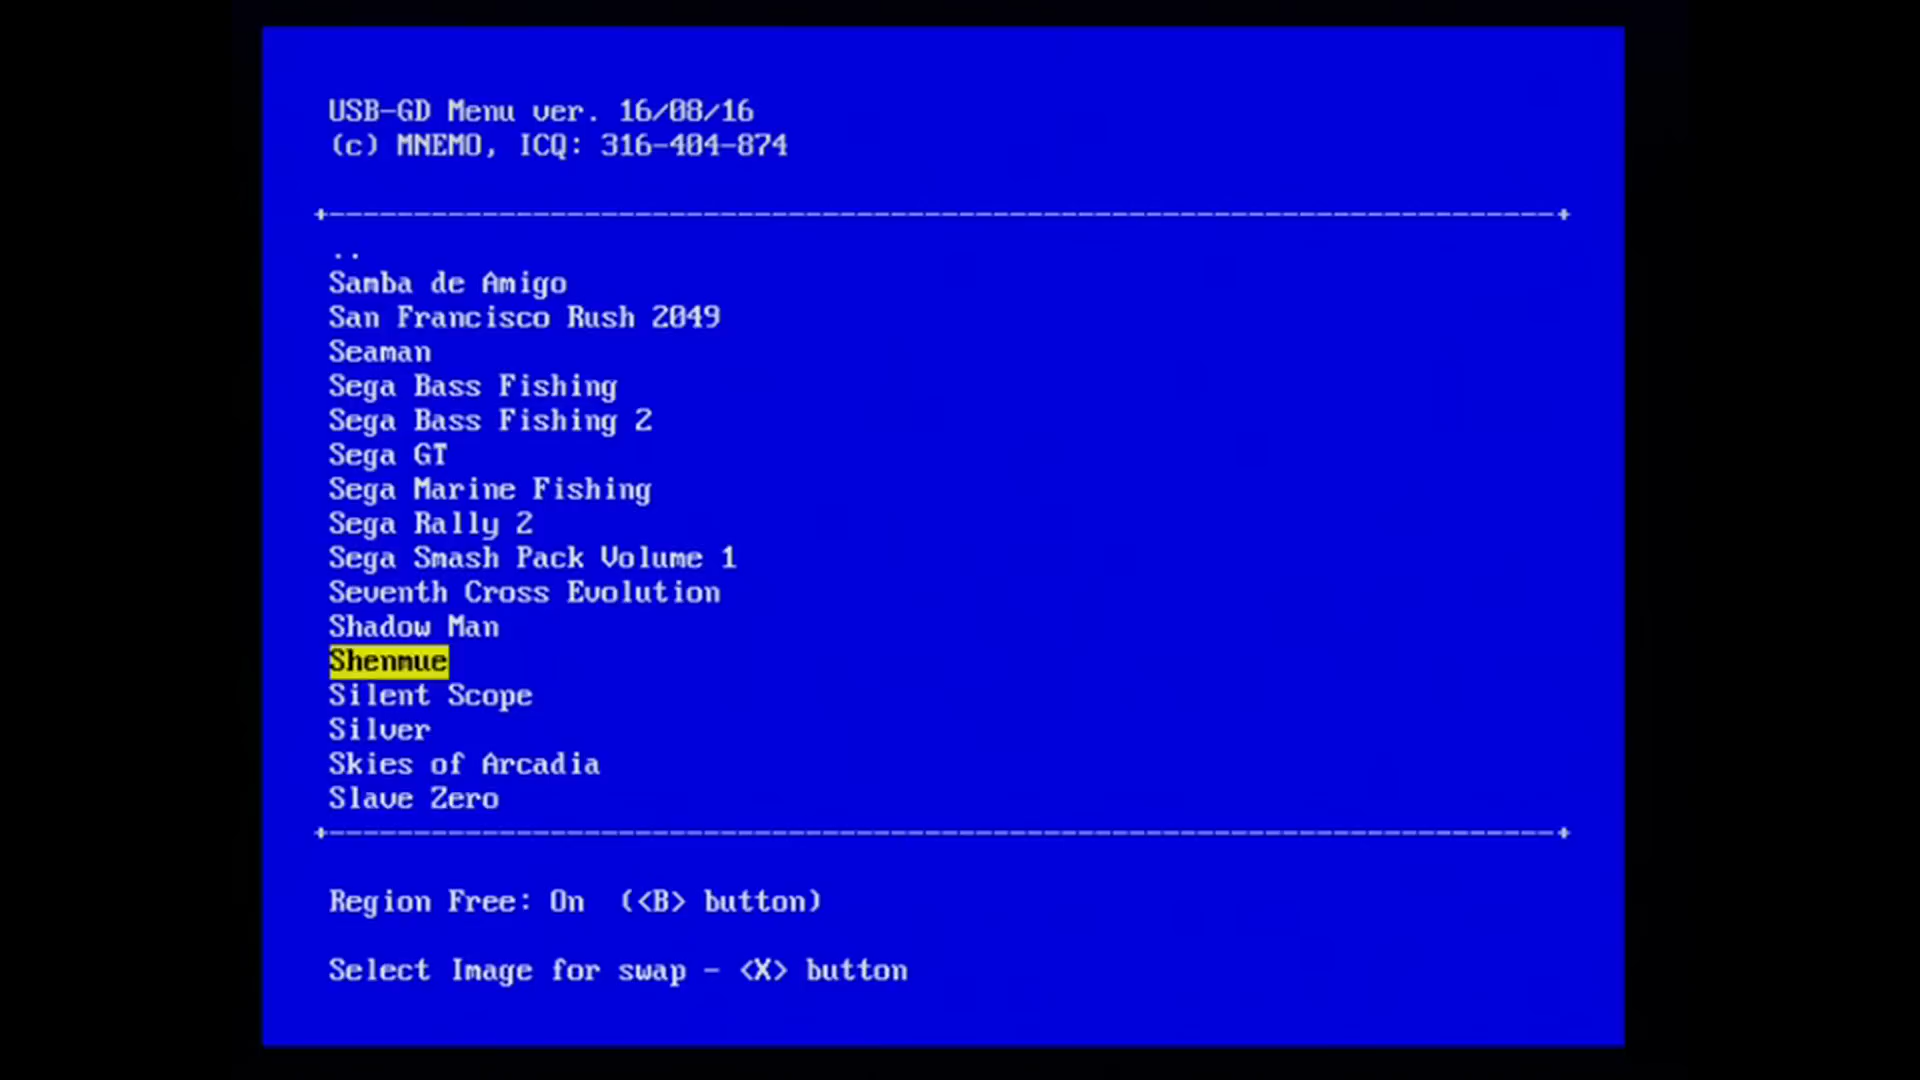 USB-GD Menu ver. 16/08/16
(c) MNEMO, ICQ: 316-404-874
+-------------------------------------------------------------------------+
..
Samba de Amigo
San Francisco Rush 2049
Seaman
Sega Bass Fishing
Sega Bass Fishing 2
Sega GT
Sega Marine Fishing
Sega Rally 2
Sega Smash Pack Volume 1
Seventh Cross Evolution
Shadow Man
Shenmue
Silent Scope
Silver
Skies of Arcadia
Slave Zero
+-------------------------------------------------------------------------+
Region Free: On (<B> button)
Select Image for swap - <X> button